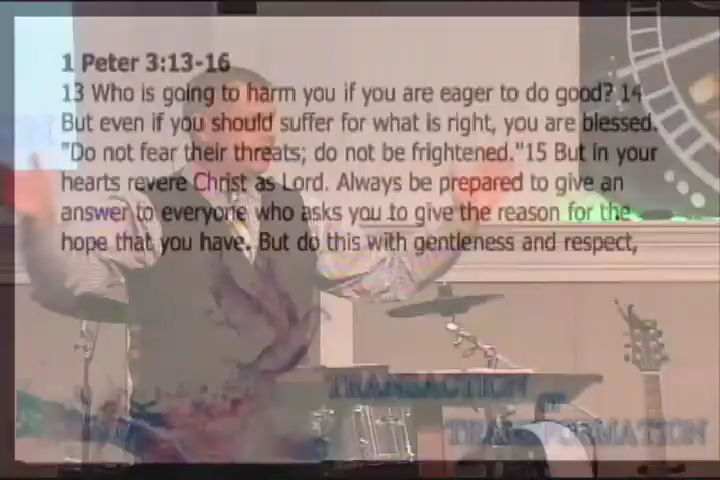 1 Peter 3:13-16
13 Who is going to harm you if you are eager to do good? 14
But even if you should suffer for what is right, you are blessed.
"Do not fear their threats; do not be frightened."15 But in your
hearts revere Christ as Lord. Always be prepared to give an
answer to everyone who asks you to give the reason for the
hope that you have. But do this with gentleness and respect,
TRANSACTION
OR
TRANSFORMATION